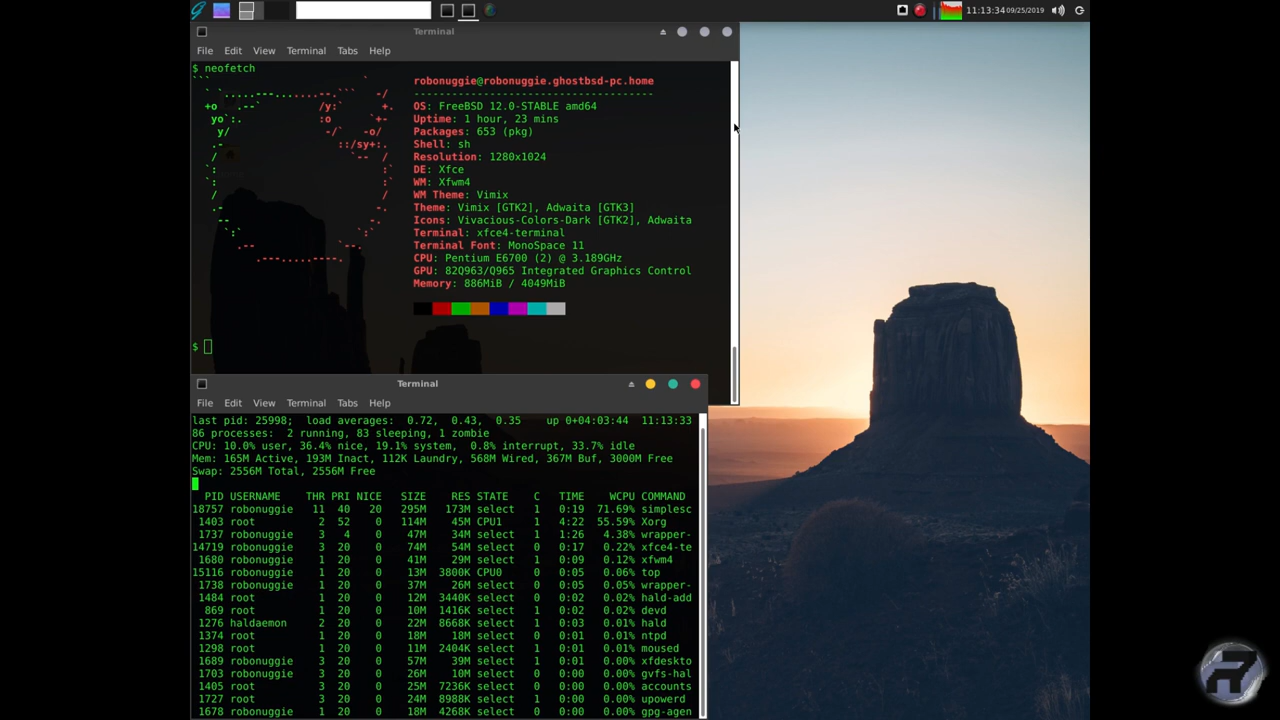 11:13:34 09/25/2019
Terminal
File Edit View Terminal Tabs Help
$ neofetch
robonuggie@robonuggie.ghostbsd-pc.home
--------------------------------------
OS: FreeBSD 12.0-STABLE amd64
Uptime: 1 hour, 23 mins
Packages: 653 (pkg)
Shell: sh
Resolution: 1280x1024
DE: Xfce
WM: Xfwm4
WM Theme: Vimix
Theme: Vimix [GTK2], Adwaita [GTK3]
Icons: Vivacious-Colors-Dark [GTK2], Adwaita
Terminal: xfce4-terminal
Terminal Font: MonoSpace 11
CPU: Pentium E6700 (2) @ 3.189GHz
GPU: 82Q963/Q965 Integrated Graphics Control
Memory: 886MiB / 4049MiB
$
Terminal
File Edit View Terminal Tabs Help
last pid: 25998; load averages: 0.72, 0.43, 0.35 up 0+04:03:44 11:13:33
86 processes: 2 running, 83 sleeping, 1 zombie
CPU: 10.0% user, 36.4% nice, 19.1% system, 0.8% interrupt, 33.7% idle
Mem: 165M Active, 193M Inact, 112K Laundry, 568M Wired, 367M Buf, 3000M Free
Swap: 2556M Total, 2556M Free
PID USERNAME THR PRI NICE SIZE RES STATE C TIME WCPU COMMAND
18757 robonuggie 11 40 20 295M 173M select 1 0:19 71.69% simplesc
1403 root 2 52 0 114M 45M CPU1 1 4:22 55.59% Xorg
1737 robonuggie 3 4 0 47M 34M select 1 1:26 4.38% wrapper-
14719 robonuggie 3 20 0 74M 54M select 0 0:17 0.22% xfce4-te
1680 robonuggie 1 20 0 41M 29M select 1 0:09 0.12% xfwm4
15116 robonuggie 1 20 0 13M 3800K CPU0 0 0:05 0.06% top
1738 robonuggie 1 20 0 37M 26M select 0 0:05 0.05% wrapper-
1484 root 1 20 0 12M 3440K select 0 0:02 0.02% hald-add
869 root 1 20 0 10M 1416K select 1 0:02 0.02% devd
1276 haldaemon 2 20 0 22M 8668K select 1 0:03 0.01% hald
1374 root 1 20 0 18M 18M select 0 0:01 0.01% ntpd
1298 root 1 20 0 11M 2404K select 1 0:01 0.01% moused
1689 robonuggie 3 20 0 57M 39M select 1 0:01 0.00% xfdeskto
1703 robonuggie 3 20 0 26M 10M select 0 0:00 0.00% gvfs-hal
1405 root 3 20 0 25M 7236K select 0 0:00 0.00% accounts
1727 root 3 20 0 24M 8988K select 0 0:00 0.00% upowerd
1678 robonuggie 1 20 0 18M 4268K select 0 0:00 0.00% gpg-agen